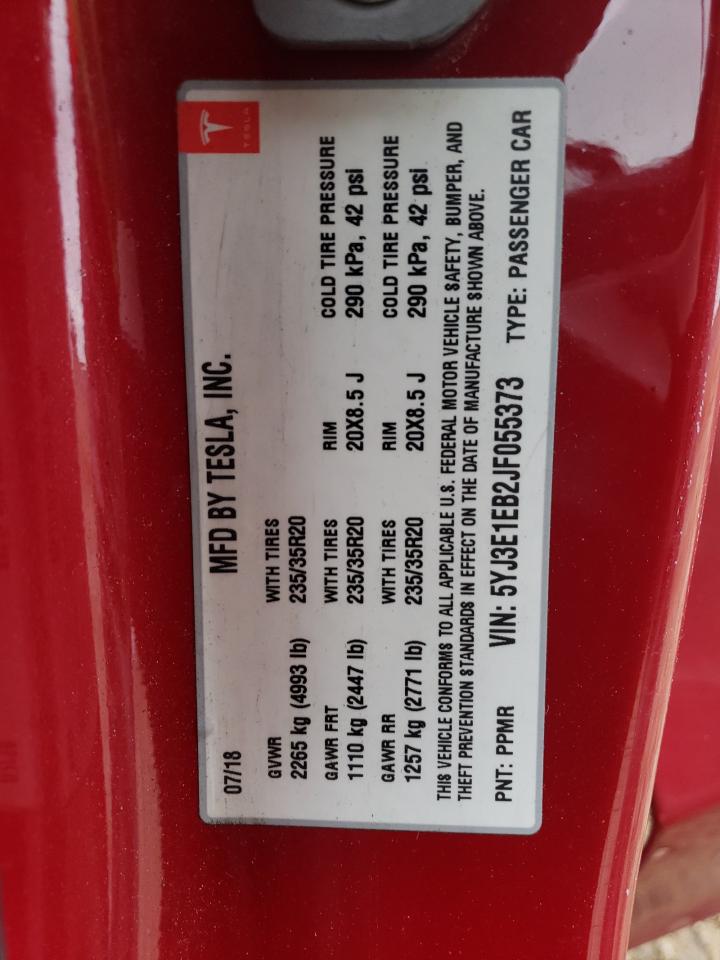 TESLA
MFD BY TESLA, INC.
07/18
GVWR WITH TIRES
2265 kg (4993 lb) 235/35R20
GAWR FRT WITH TIRES RIM COLD TIRE PRESSURE
1110 kg (2447 lb) 235/35R20 20X8.5 J 290 kPa, 42 psi
GAWR RR WITH TIRES RIM COLD TIRE PRESSURE
1257 kg (2771 lb) 235/35R20 20X8.5 J 290 kPa, 42 psi
THIS VEHICLE CONFORMS TO ALL APPLICABLE U.S. FEDERAL MOTOR VEHICLE SAFETY, BUMPER, AND
THEFT PREVENTION STANDARDS IN EFFECT ON THE DATE OF MANUFACTURE SHOWN ABOVE.
PNT: PPMR VIN: 5YJ3E1EB2JF055373 TYPE: PASSENGER CAR